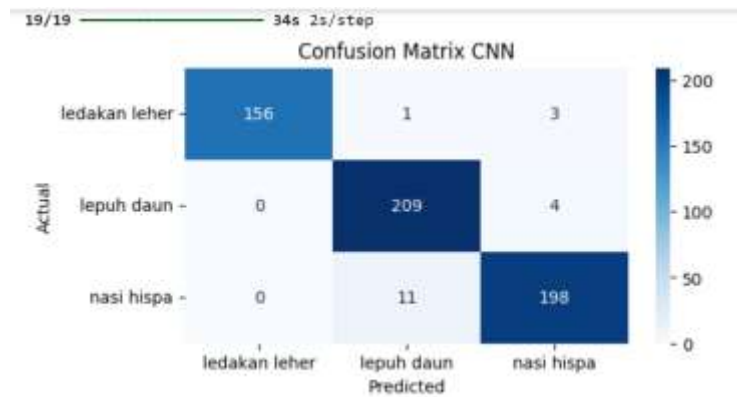 19/19 34s 2s/step
Confusion Matrix CNN
ledakan leher 156 1 3
lepuh daun 0 209 4
nasi hispa 0 11 198
Actual
200
150
100
50
0
ledakan leher lepuh daun nasi hispa
Predicted